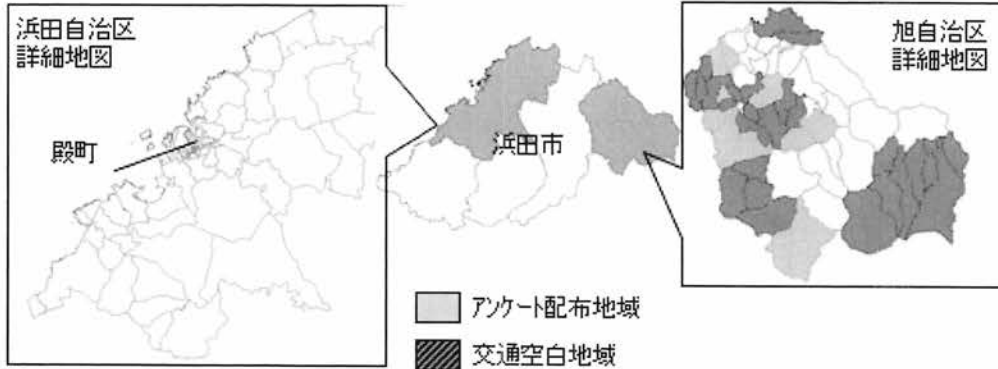 浜田自治区
詳細地図
殿町
浜田市
旭自治区
詳細地図
アンケート配布地域
交通空白地域